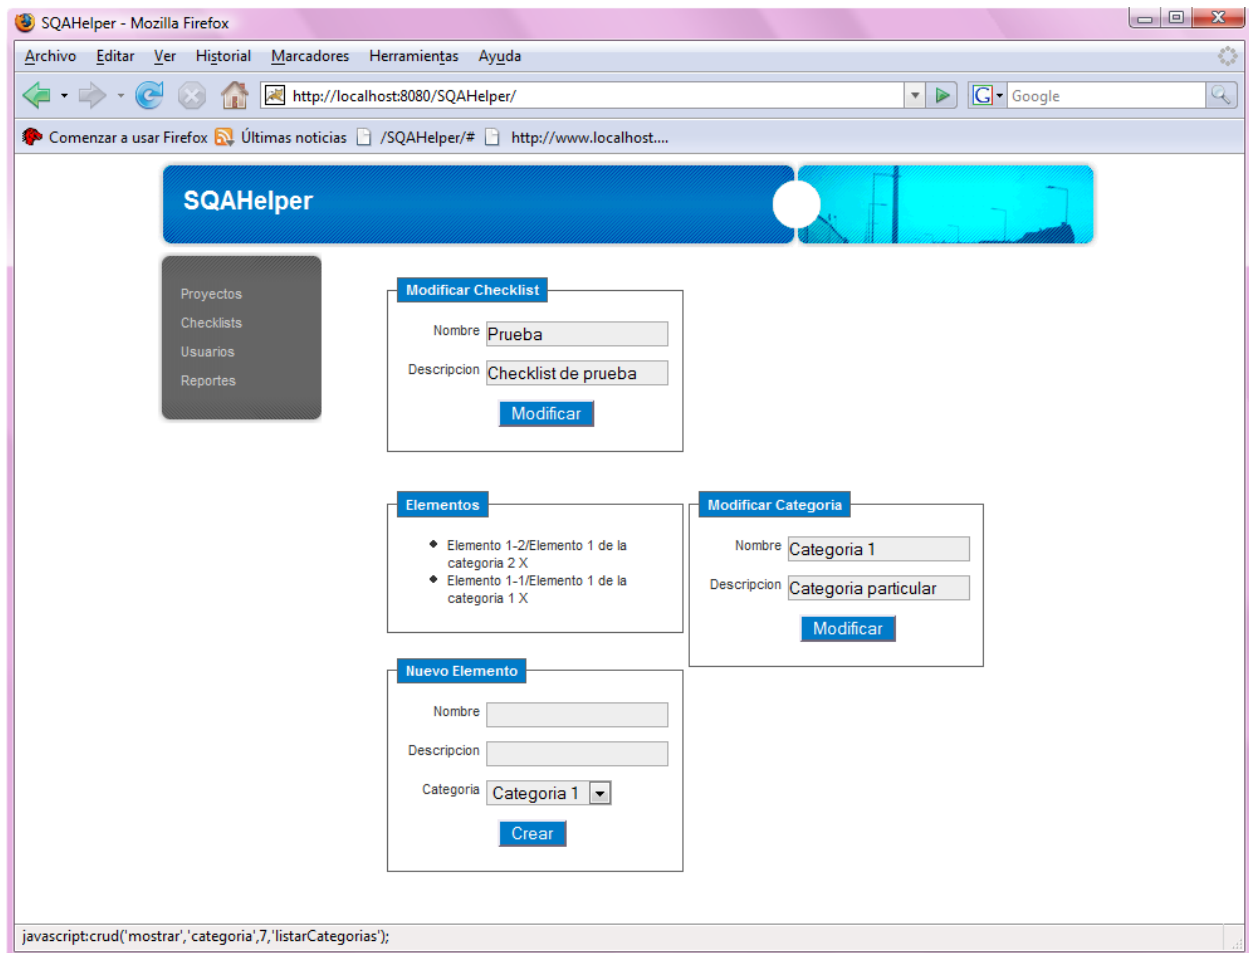 SQAHelper - Mozilla Firefox
Archivo Editar Ver Historial Marcadores Herramientas Ayuda
http://localhost:8080/SQAHelper/
G Google
Comenzar a usar Firefox Últimas noticias /SQAHelper/# http://www.localhost....
SQAHelper
Proyectos
Checklists
Usuarios
Reportes
Modificar Checklist
Nombre Prueba
Descripcion Checklist de prueba
Modificar
Elementos
Elemento 1-2/Elemento 1 de la
categoria 2 X
Elemento 1-1/Elemento 1 de la
categoria 1 X
Modificar Categoria
Nombre Categoria 1
Descripcion Categoria particular
Modificar
Nuevo Elemento
Nombre
Descripcion
Categoria Categoria 1
Crear
javascript:crud('mostrar','categoria',7,'listarCategorias');